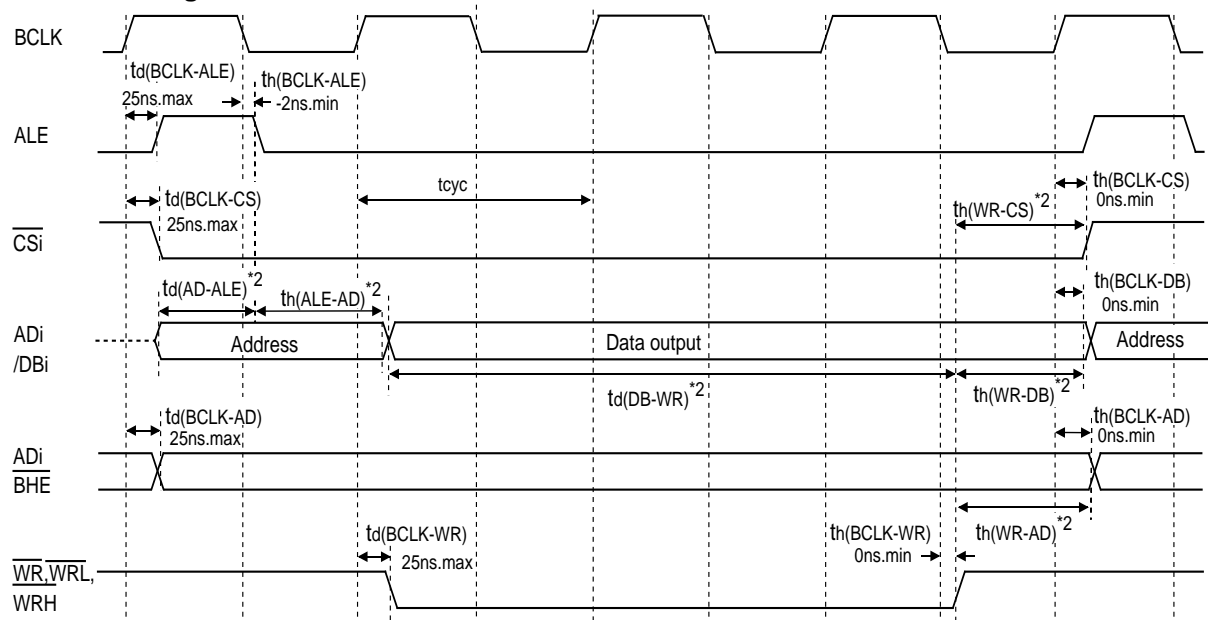 BCLK
td(BCLK-ALE)
25ns.max
th(BCLK-ALE)
-2ns.min
ALE
td(BCLK-CS)
25ns.max
tcyc
th(BCLK-CS)
0ns.min
th(WR-CS)*2
CSi
td(AD-ALE)*2
th(ALE-AD)*2
th(BCLK-DB)
0ns.min
ADi
/DBi
Address
Data output
Address
td(DB-WR)*2
th(WR-DB)*2
td(BCLK-AD)
25ns.max
th(BCLK-AD)
0ns.min
ADi
BHE
td(BCLK-WR)
25ns.max
th(BCLK-WR)
0ns.min
th(WR-AD)*2
WR,WRL,
WRH